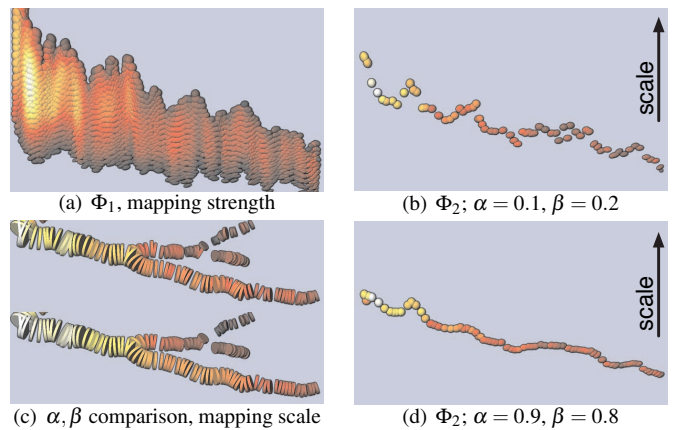 scale
(a) Φ₁, mapping strength
(b) Φ₂; α = 0.1, β = 0.2
scale
(c) α, β comparison, mapping scale
(d) Φ₂; α = 0.9, β = 0.8